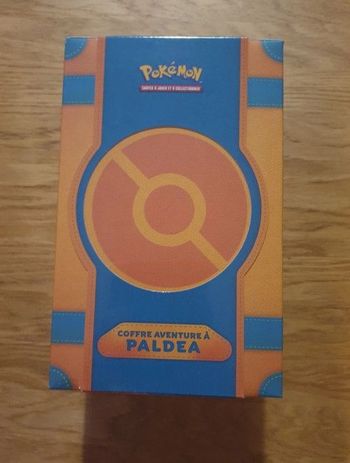 POKÉMON
CARTES À JOUER ET À COLLECTIONNER
COFFRE AVENTURE À
PALDEA